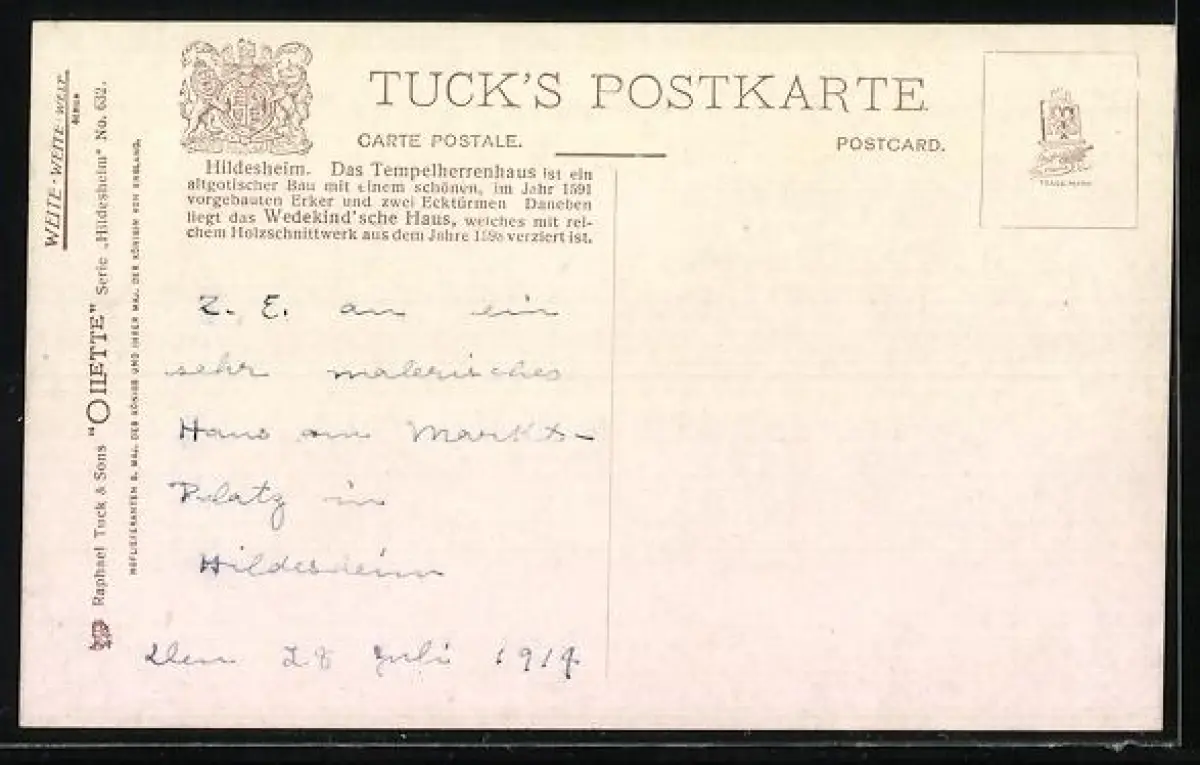 TUCK'S POSTKARTE.
CARTE POSTALE.
POSTCARD.
TRADE MARK
Hildesheim. Das Tempelherrenhaus ist ein
altgotischer Bau mit einem schönen, im Jahr 1591
vorgebauten Erker und zwei Ecktürmen Daneben
liegt das Wedekind'sche Haus, welches mit rei-
chem Holzschnittwerk aus dem Jahre 1598 verziert ist.
Z. E. an ein
sehr malerisches
Haus am Markt-
Platz in
Hildesheim
Den 28 Juli 1919
WEITE-WEITE-WELT
BERLIN
Raphael Tuck & Sons "OILETTE" Serie „Hildesheim" No. 632.
HOFLIEFERANTEN S. MAJ. DES KÖNIGS UND IHRER MAJ. DER KÖNIGIN VON ENGLAND.